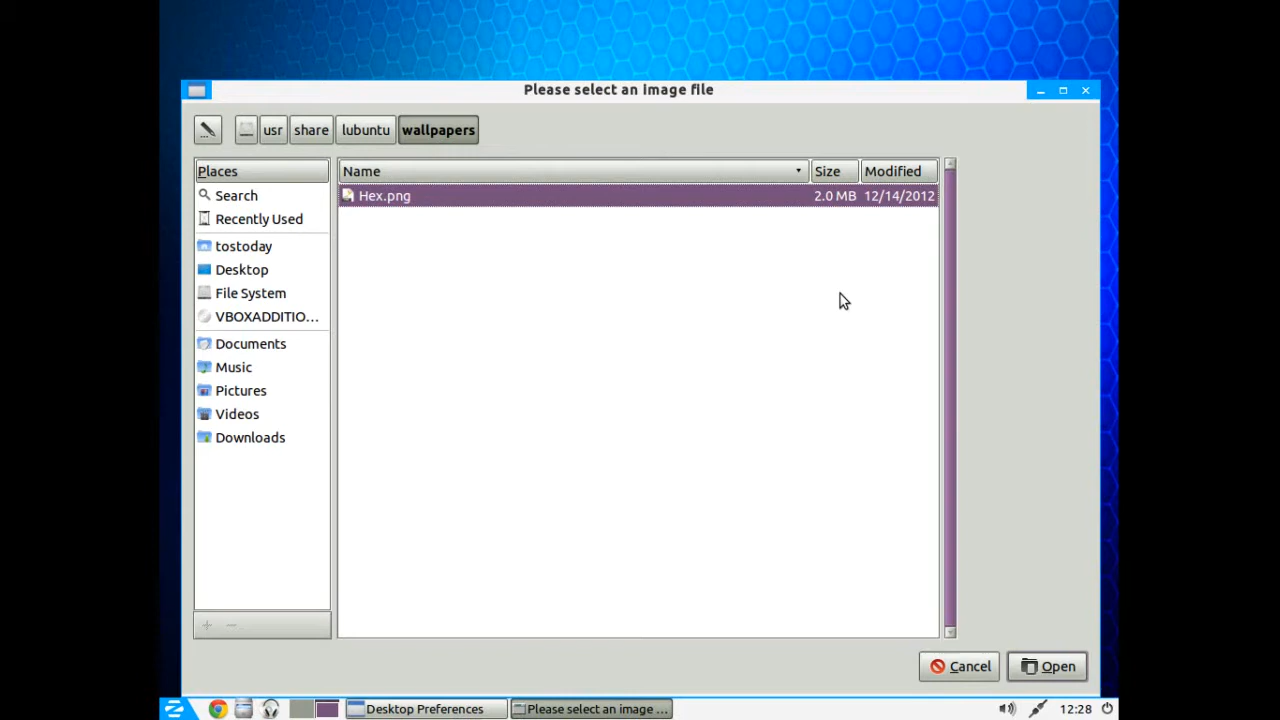 Please select an image file
usr share lubuntu wallpapers
Places
Search
Recently Used
tostoday
Desktop
File System
VBOXADDITIO...
Documents
Music
Pictures
Videos
Downloads
Name Size Modified
Hex.png 2.0 MB 12/14/2012
Cancel Open
Desktop Preferences Please select an image ... 12:28